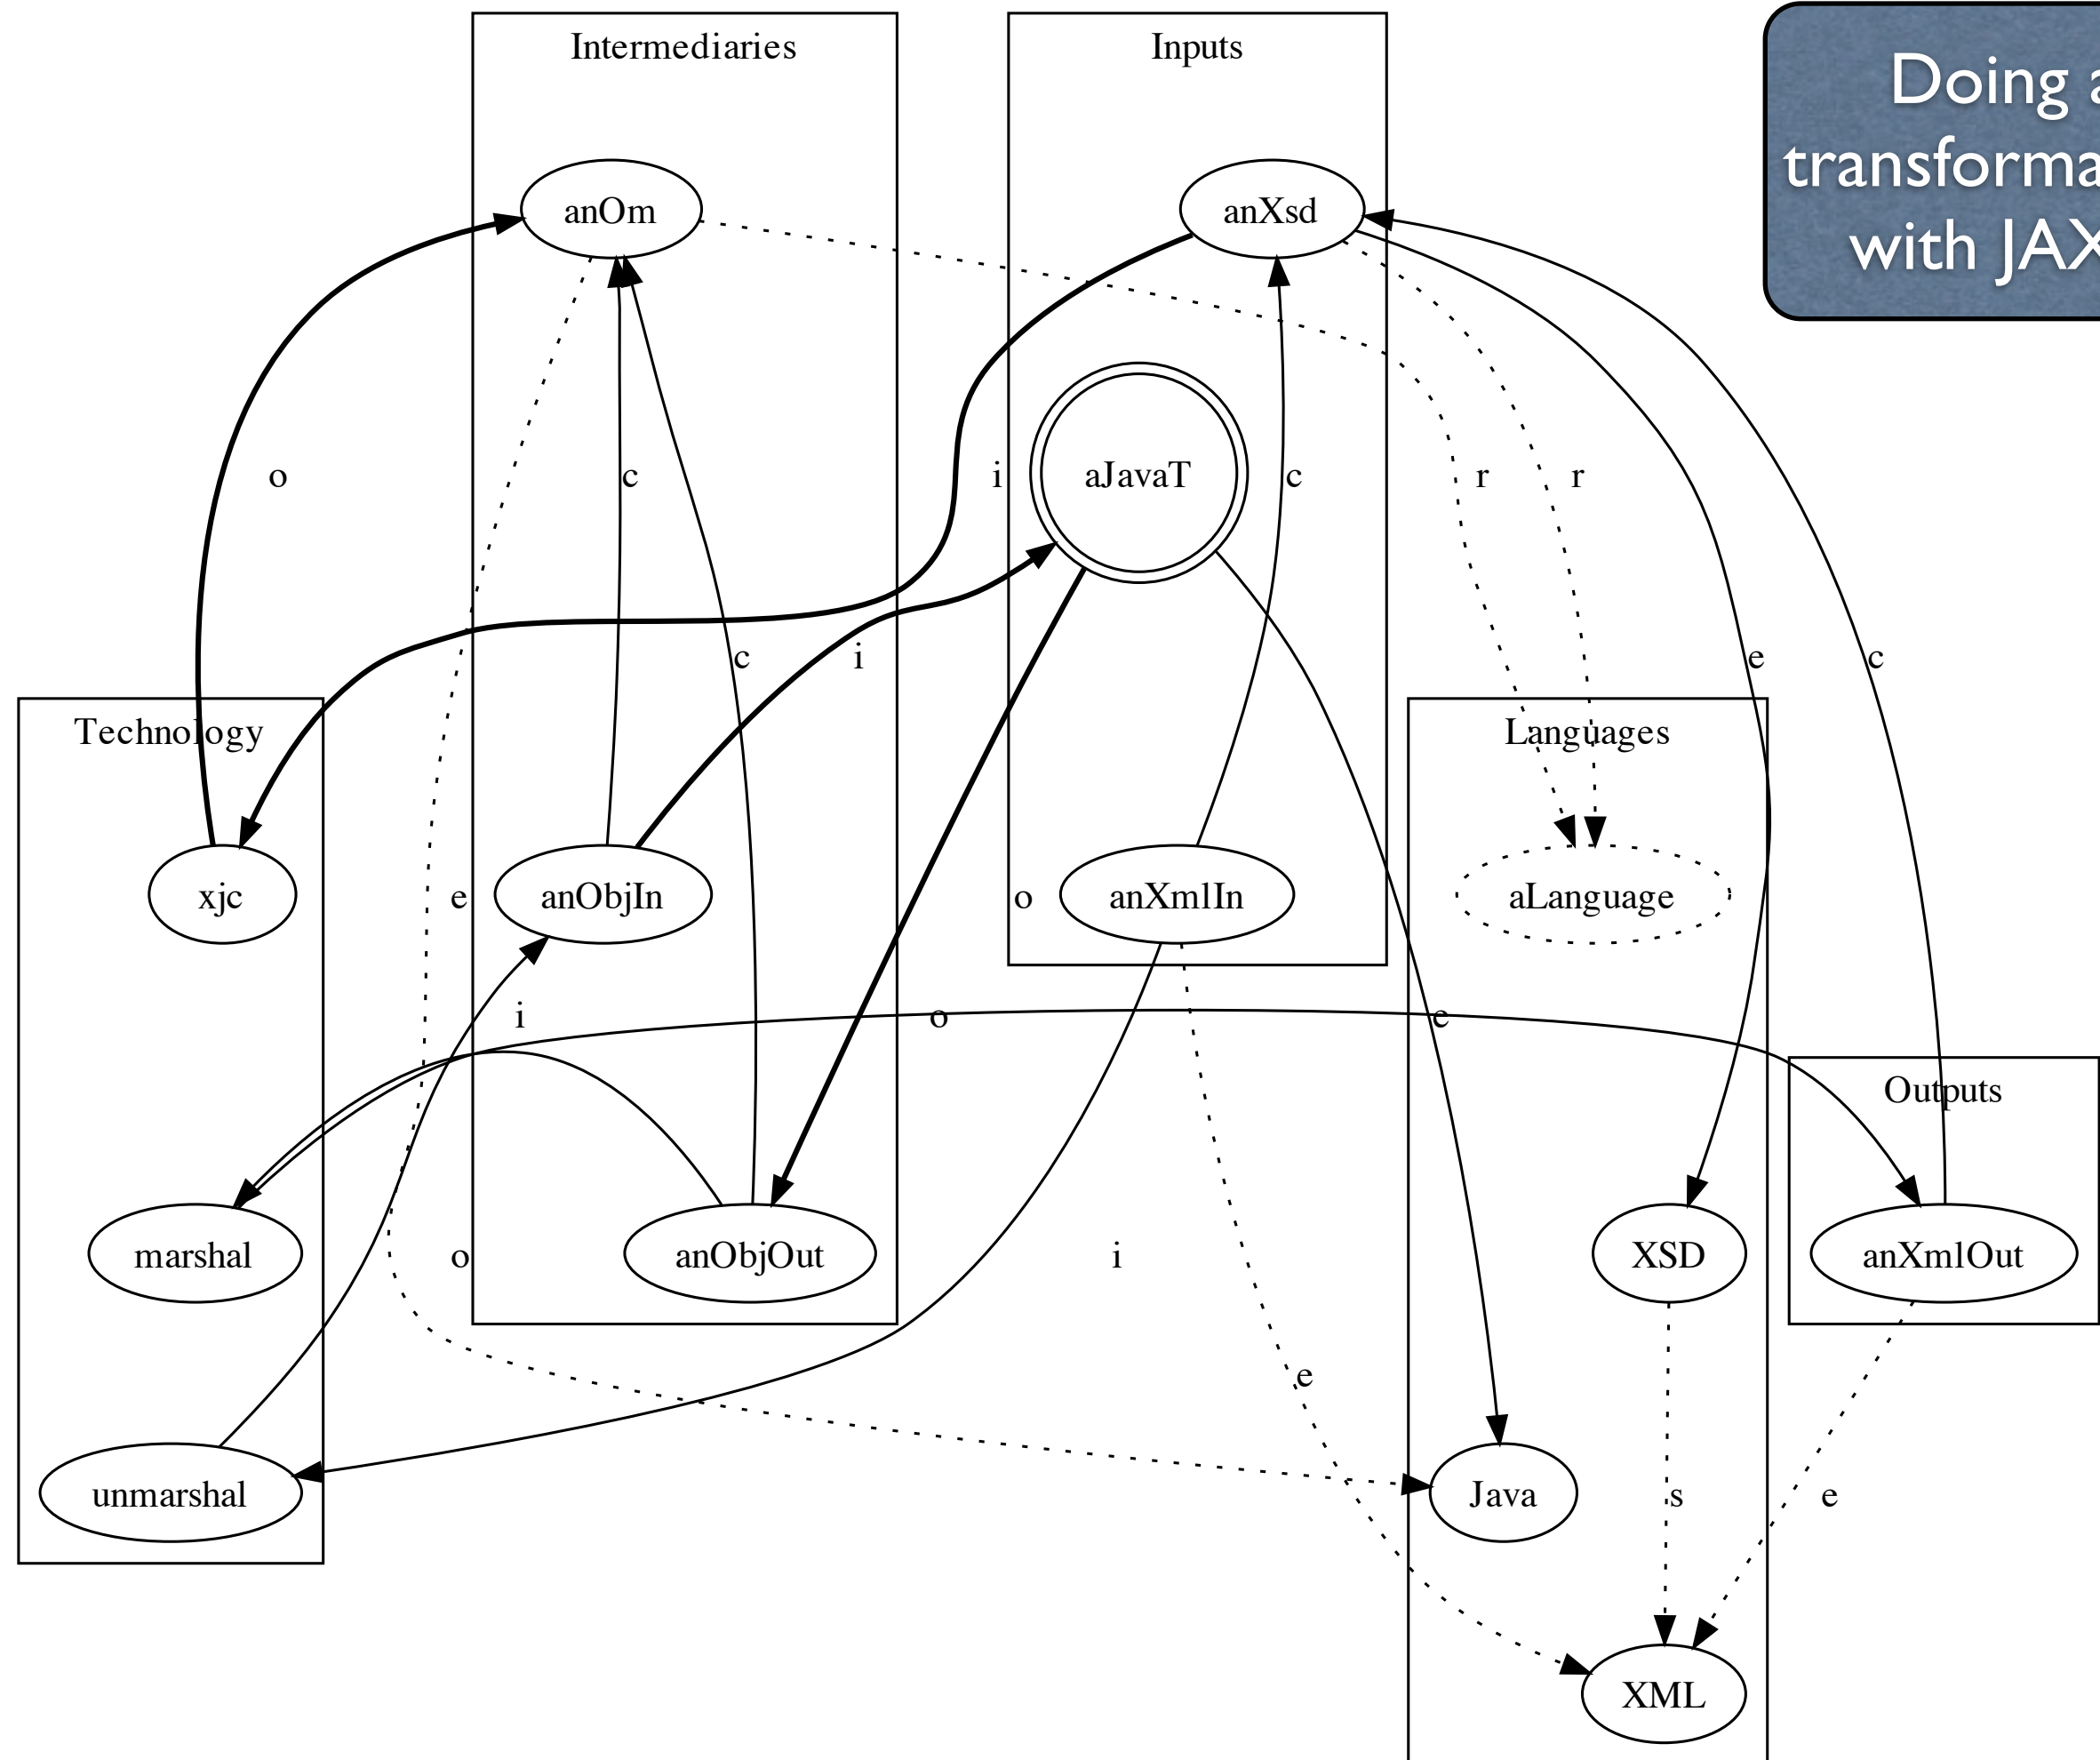 Intermediaries
Inputs
Doing a
transforma
with JAX
anOm
anXsd
o
c
i
aJavaT
c
r
r
c
i
e
c
Technology
Languages
xjc
e
anObjIn
o
anXmlIn
aLanguage
i
o
e
Outputs
marshal
o
anObjOut
i
XSD
anXmlOut
e
unmarshal
Java
s
e
XML